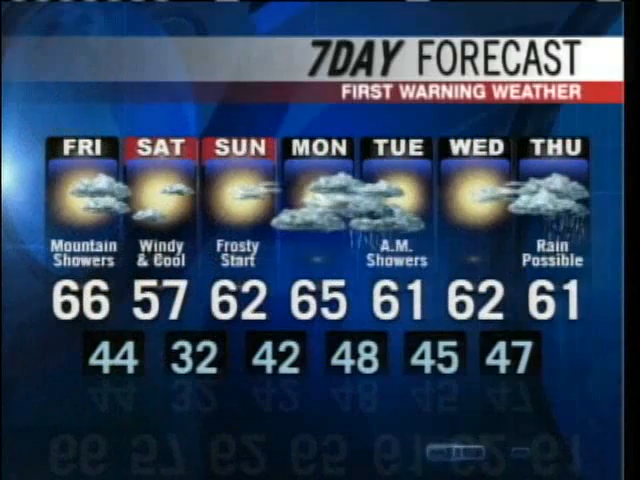 7DAY FORECAST
FIRST WARNING WEATHER
FRI SAT SUN MON TUE WED THU
Mountain Showers Windy & Cool Frosty Start A.M. Showers Rain Possible
66 57 62 65 61 62 61
44 32 42 48 45 47